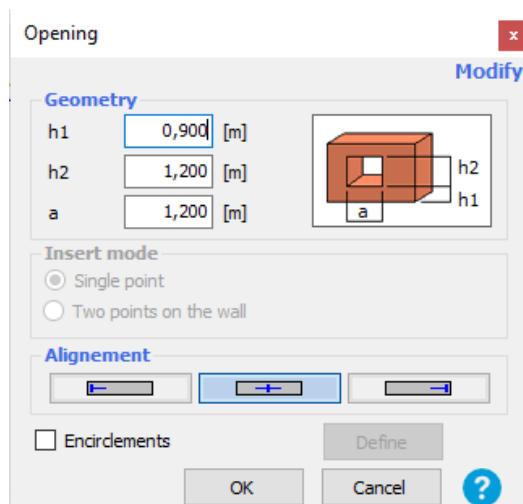 Opening
x
Modify
Geometry
h1 0,900 [m]
h2 1,200 [m]
a 1,200 [m]
h2
h1
a
Insert mode
Single point
Two points on the wall
Alignement
Encirclements Define
OK Cancel ?